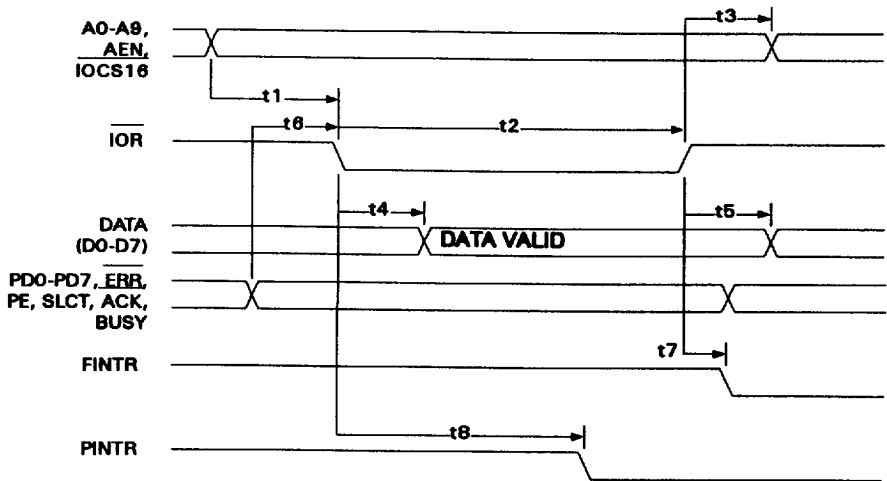 A0-A9,
AEN,
IOCS16
t3
t1
t6
t2
IOR
t4
t5
DATA
(D0-D7)
DATA VALID
PD0-PD7, ERR,
PE, SLCT, ACK,
BUSY
t7
FINTR
t8
PINTR